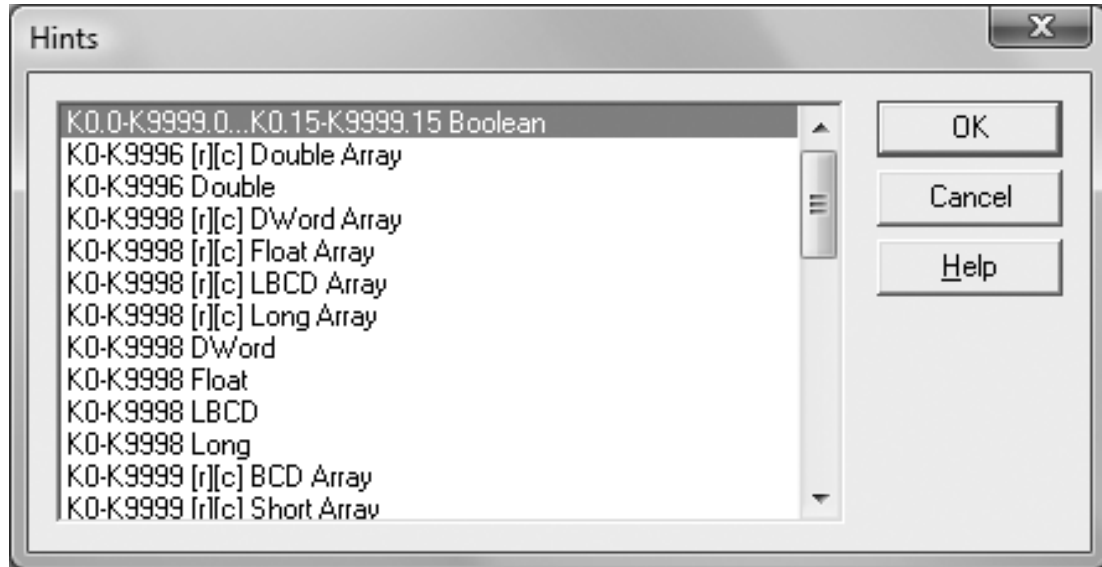 Hints
K0.0-K9999.0...K0.15-K9999.15 Boolean
K0-K9996 [r][c] Double Array
K0-K9996 Double
K0-K9998 [r][c] DWord Array
K0-K9998 [r][c] Float Array
K0-K9998 [r][c] LBCD Array
K0-K9998 [r][c] Long Array
K0-K9998 DWord
K0-K9998 Float
K0-K9998 LBCD
K0-K9998 Long
K0-K9999 [r][c] BCD Array
K0-K9999 [r][c] Short Array
OK
Cancel
Help